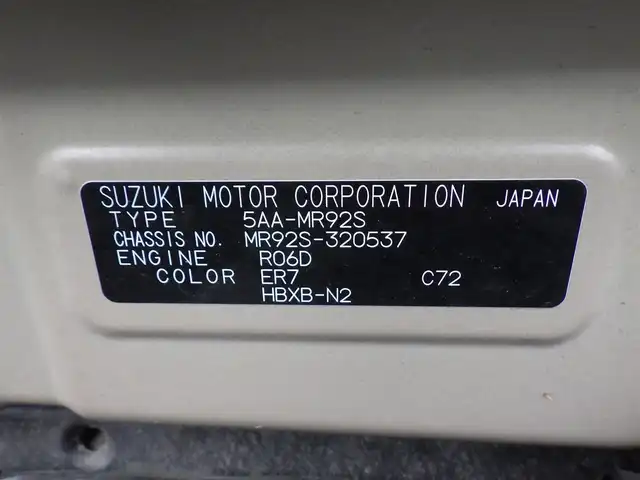 SUZUKI MOTOR CORPORATION JAPAN
TYPE 5AA-MR92S
CHASSIS NO. MR92S-320537
ENGINE R06D
COLOR ER7 C72
HBXB-N2